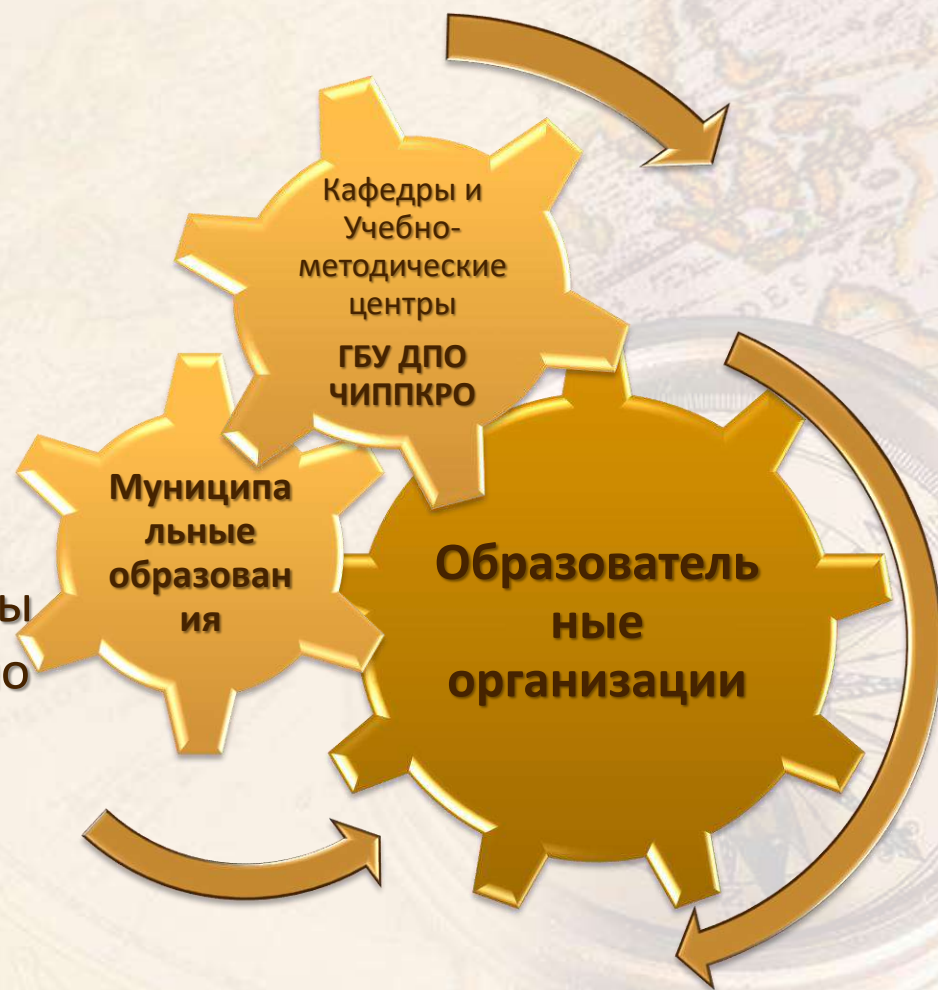 Кафедры и
Учебно-
методические
центры
ГБУ ДПО
ЧИППКРО
Муниципа
льные
образован
ия
ы
о
Образователь
ные
организации